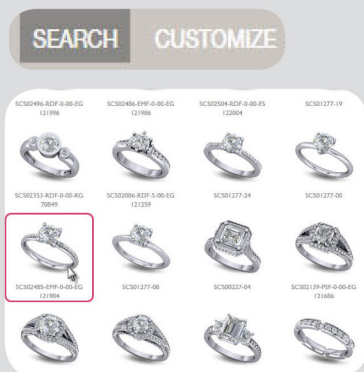 SEARCH CUSTOMIZE
SCS02496-RDF-0-00-EG SCS02486-EMF-0-00-EG SCS02504-RDF-0-00-ES SCS01277-19
121996 121986 122004
SCS02353-RDF-0-00-RG SCS02006-RDF-S-00-EG SCS01277-24 SCS01277-00
70849 121259
SCS02485-EMF-0-00-EG SCS01277-08 SCS00227-04 SCS02139-PSF-0-00-EG
121984 121686